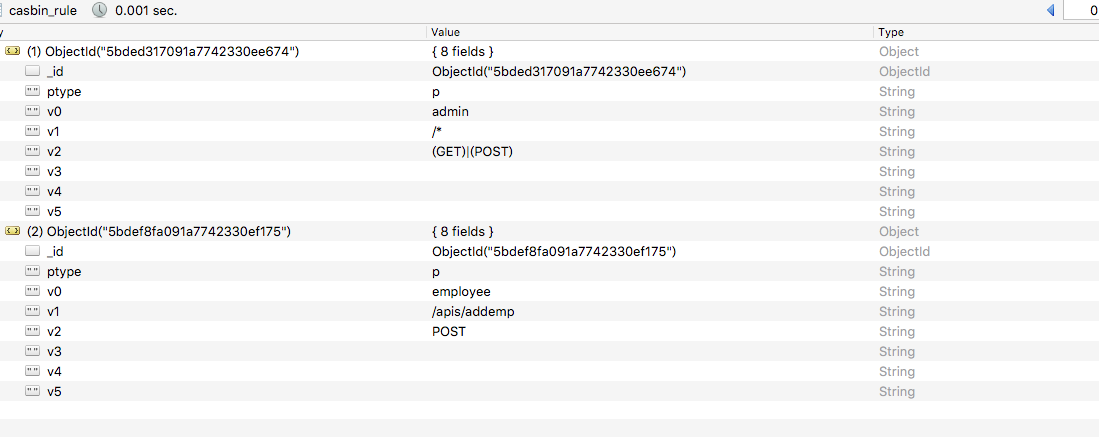 casbin_rule 0.001 sec. 0
y Value Type
(1) ObjectId("5bded317091a7742330ee674") { 8 fields } Object
_id ObjectId("5bded317091a7742330ee674") ObjectId
"" ptype p String
"" v0 admin String
"" v1 /* String
"" v2 (GET)|(POST) String
"" v3 String
"" v4 String
"" v5 String
(2) ObjectId("5bdef8fa091a7742330ef175") { 8 fields } Object
_id ObjectId("5bdef8fa091a7742330ef175") ObjectId
"" ptype p String
"" v0 employee String
"" v1 /apis/addemp String
"" v2 POST String
"" v3 String
"" v4 String
"" v5 String